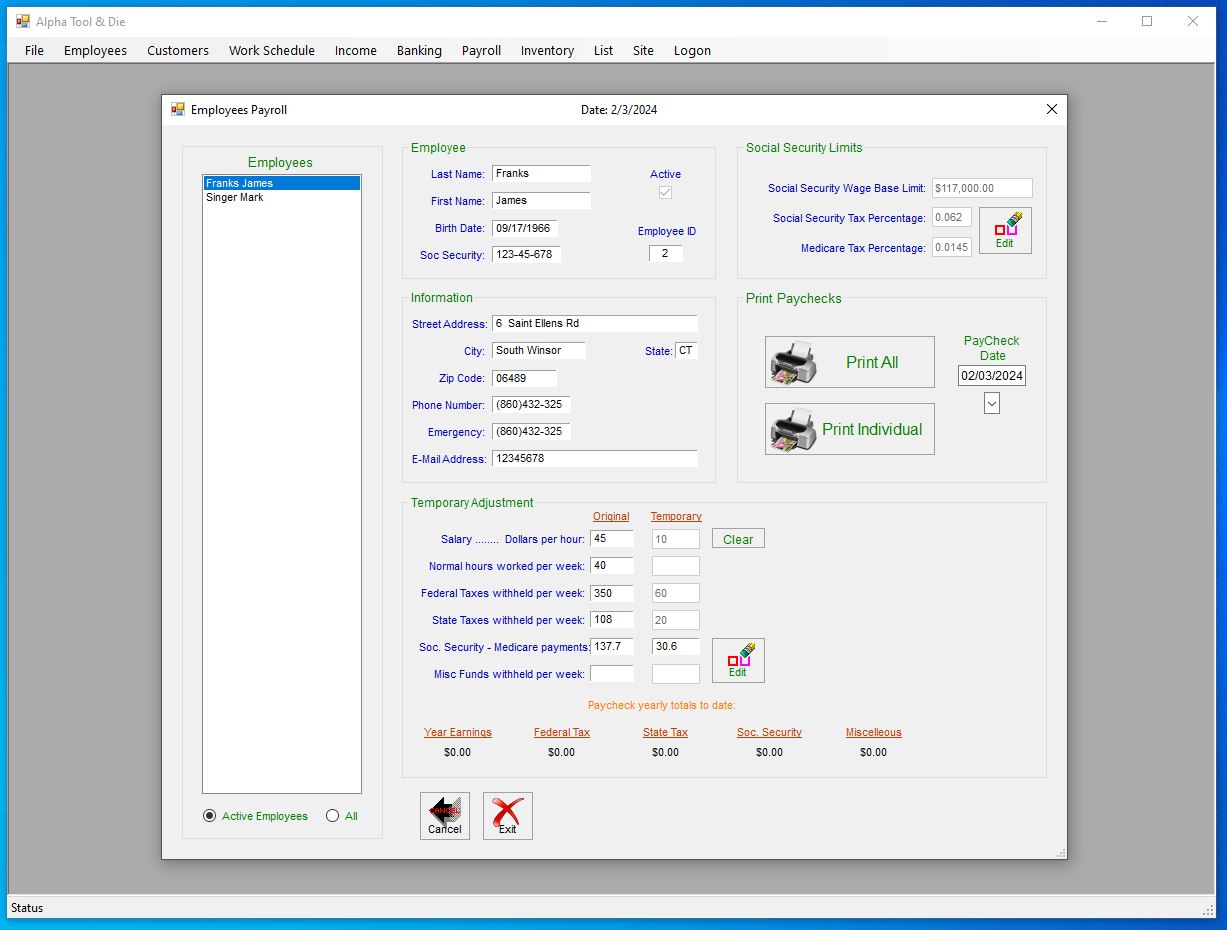 Alpha Tool & Die
File Employees Customers Work Schedule Income Banking Payroll Inventory List Site Logon
Employees Payroll Date: 2/3/2024
Employees
Franks James
Singer Mark
Active Employees All
Employee
Last Name: Franks
First Name: James
Birth Date: 09/17/1966
Soc Security: 123-45-678
Active
Employee ID
2
Social Security Limits
Social Security Wage Base Limit: $117,000.00
Social Security Tax Percentage: 0.062
Medicare Tax Percentage: 0.0145
Edit
Information
Street Address: 6 Saint Ellens Rd
City: South Winsor State: CT
Zip Code: 06489
Phone Number: (860)432-325
Emergency: (860)432-325
E-Mail Address: 12345678
Print Paychecks
Print All
Print Individual
PayCheck
Date
02/03/2024
Temporary Adjustment
Original Temporary
Salary ........ Dollars per hour: 45 10 Clear
Normal hours worked per week: 40
Federal Taxes withheld per week: 350 60
State Taxes withheld per week: 108 20
Soc. Security - Medicare payments: 137.7 30.6
Misc Funds withheld per week:
Edit
Paycheck yearly totals to date:
Year Earnings Federal Tax State Tax Soc. Security Miscelleous
$0.00 $0.00 $0.00 $0.00 $0.00
CANCEL
Cancel Exit
Status